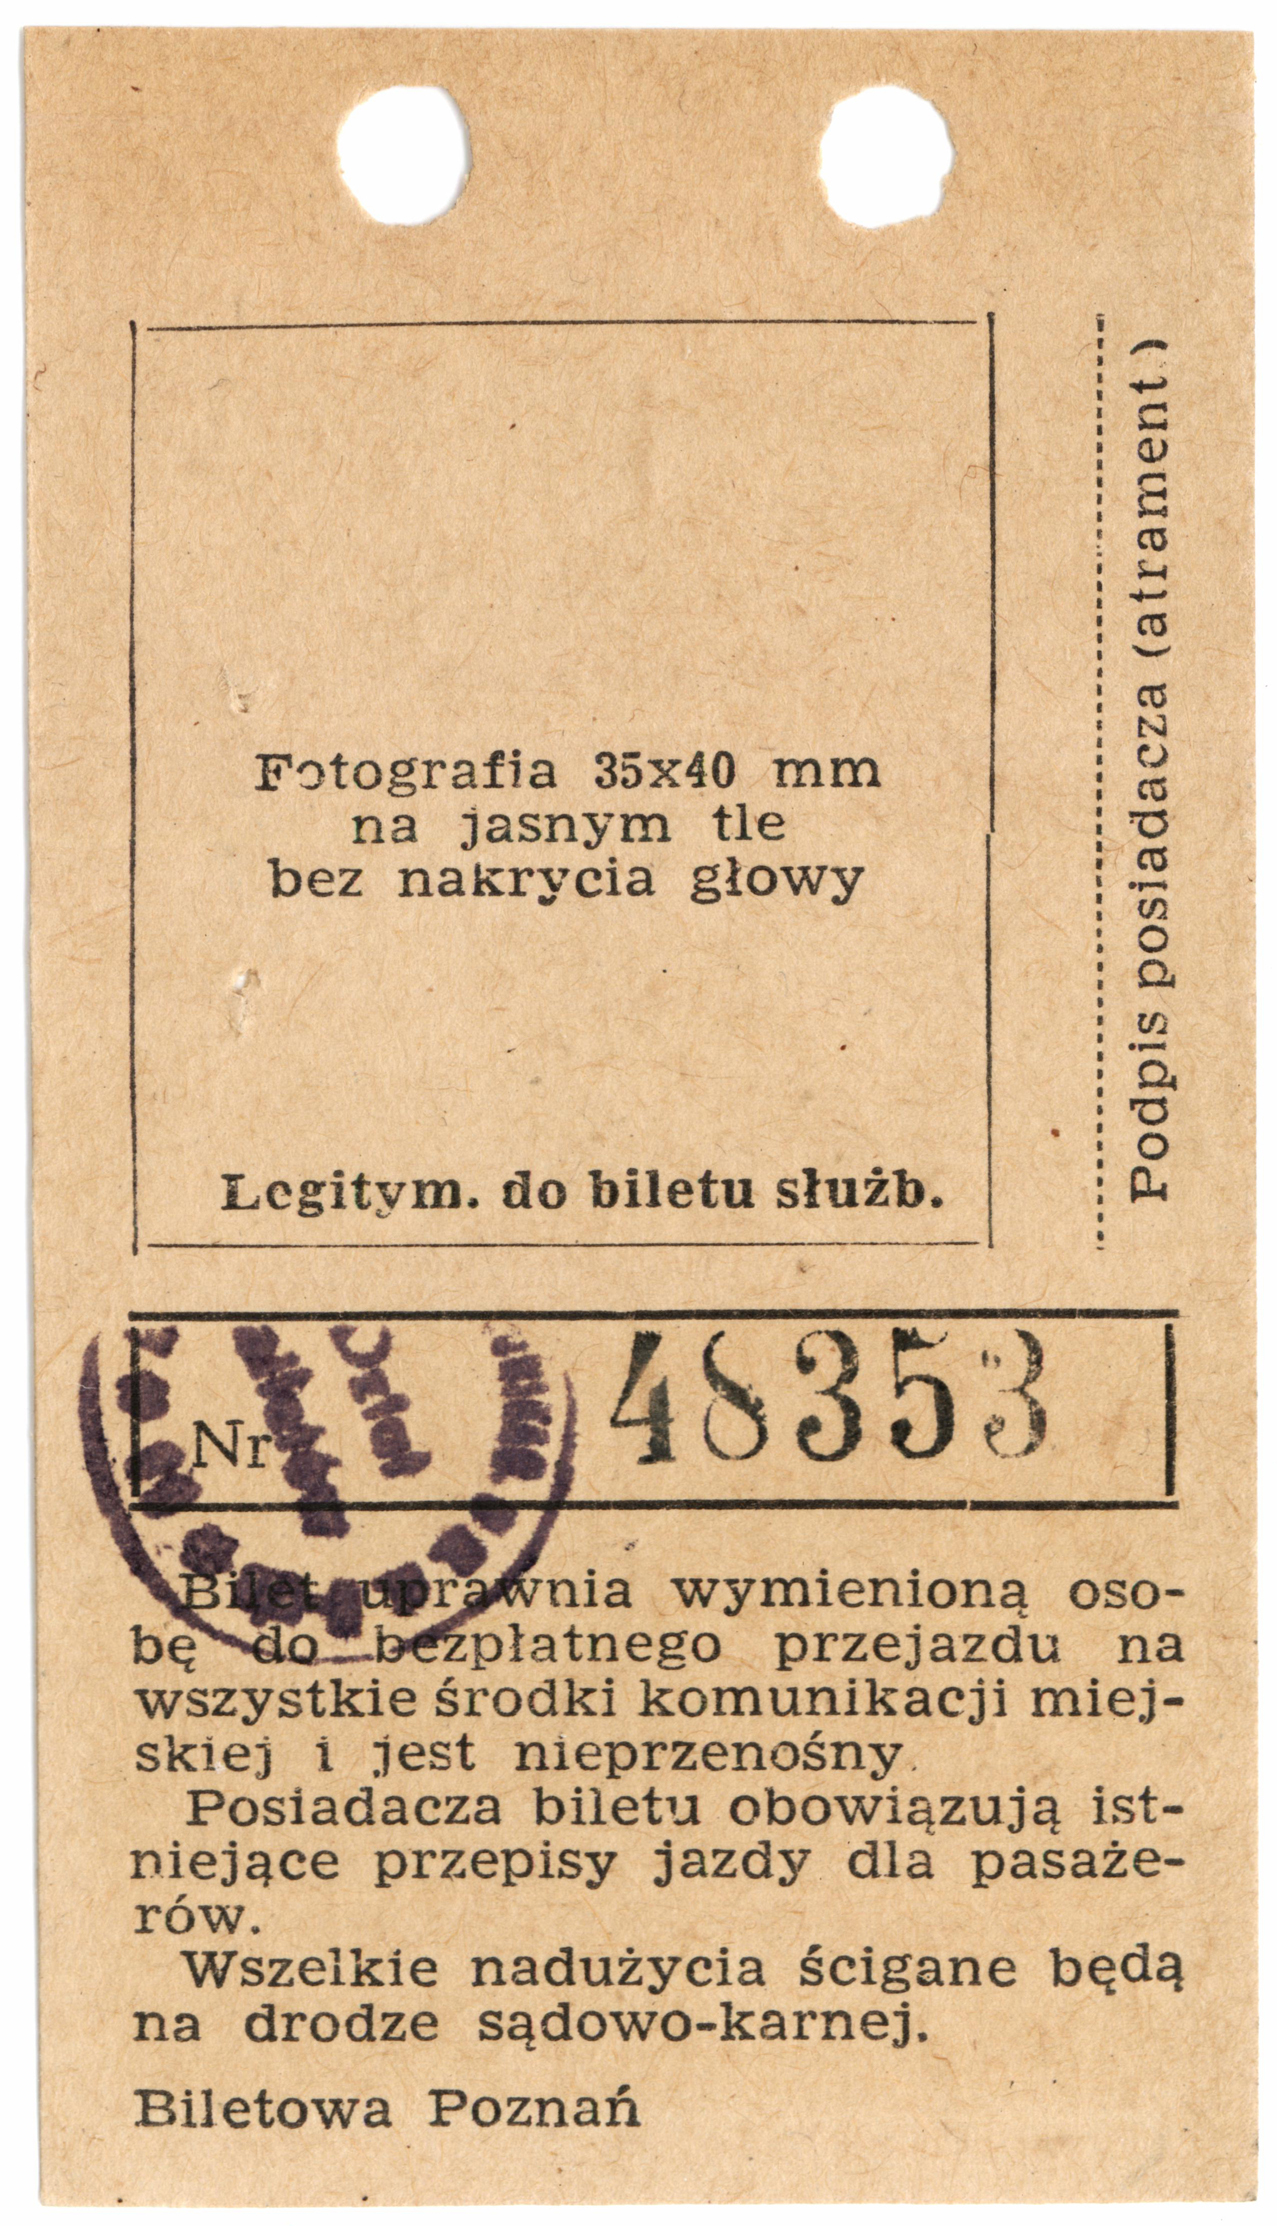 Fotografia 35x40 mm
na jasnym tle
bez nakrycia głowy
Legitym. do biletu służb.
Podpis posiadacza (atrament)
Nr 48353
Bilet uprawnia wymienioną oso-
bę do bezpłatnego przejazdu na
wszystkie środki komunikacji miej-
skiej i jest nieprzenośny.
Posiadacza biletu obowiązują ist-
niejące przepisy jazdy dla pasaże-
rów.
Wszelkie nadużycia ścigane będą
na drodze sądowo-karnej.
Biletowa Poznań